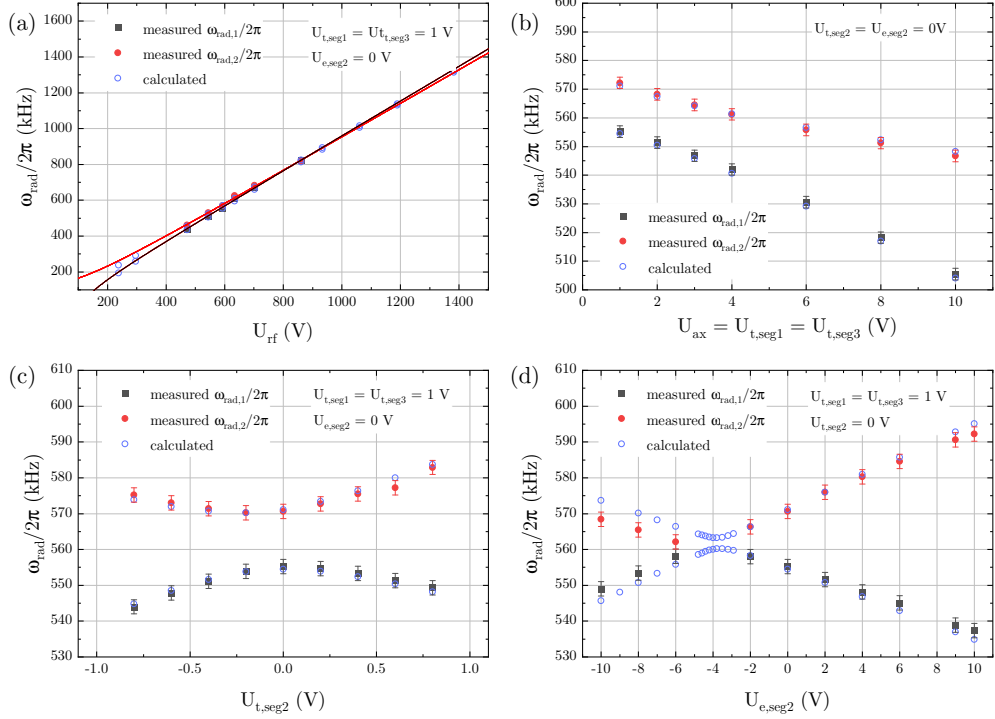 (a)
measured ω_rad,1/2π
measured ω_rad,2/2π
calculated
U_t,seg1 = Ut_t,seg3 = 1 V
U_e,seg2 = 0 V
ω_rad/2π (kHz)
1600
1400
1200
1000
800
600
400
200
200
400
600
800
1000
1200
1400
U_rf (V)
(b)
U_t,seg2 = U_e,seg2 = 0V
measured ω_rad,1/2π
measured ω_rad,2/2π
calculated
ω_rad/2π (kHz)
600
590
580
570
560
550
540
530
520
510
500
0
2
4
6
8
10
U_ax = U_t,seg1 = U_t,seg3 (V)
(c)
measured ω_rad,1/2π
measured ω_rad,2/2π
calculated
U_t,seg1 = U_t,seg3 = 1 V
U_e,seg2 = 0 V
ω_rad/2π (kHz)
610
600
590
580
570
560
550
540
530
-1.0
-0.5
0.0
0.5
1.0
U_t,seg2 (V)
(d)
measured ω_rad,1/2π
measured ω_rad,2/2π
calculated
U_t,seg1 = U_t,seg3 = 1 V
U_t,seg2 = 0 V
ω_rad/2π (kHz)
610
600
590
580
570
560
550
540
530
-10
-8
-6
-4
-2
0
2
4
6
8
10
U_e,seg2 (V)